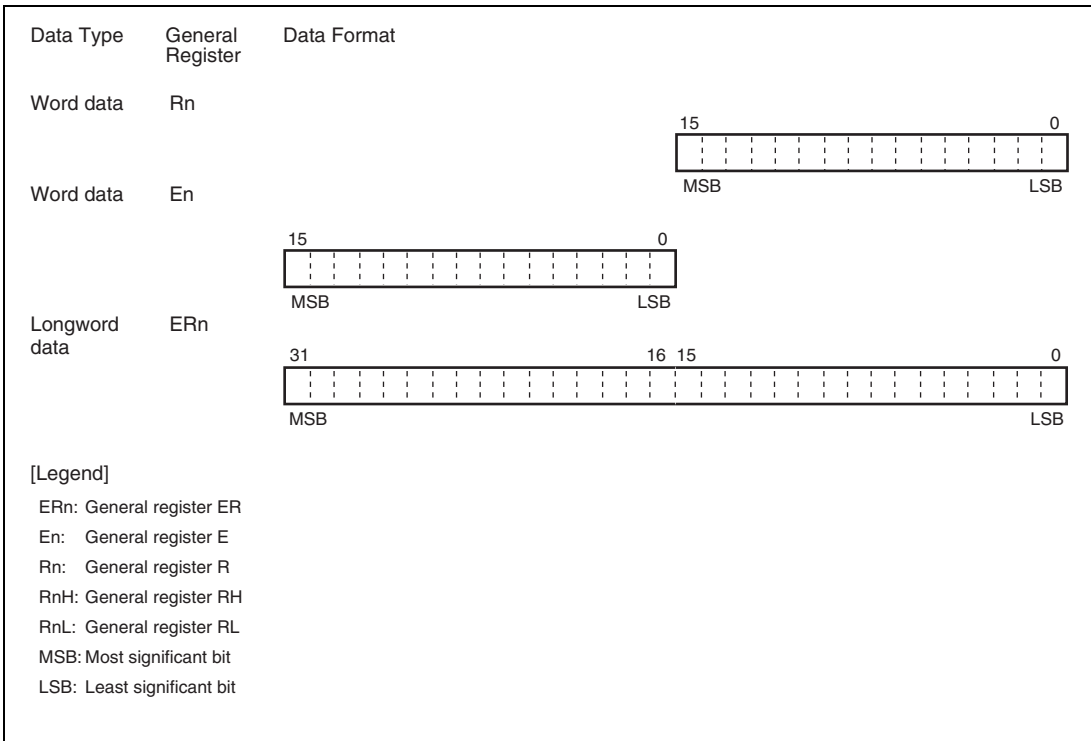 Data Type General Register Data Format
Word data Rn
15 0
MSB LSB
Word data En
15 0
MSB LSB
Longword data ERn
31 16 15 0
MSB LSB
[Legend]
ERn: General register ER
En: General register E
Rn: General register R
RnH: General register RH
RnL: General register RL
MSB: Most significant bit
LSB: Least significant bit